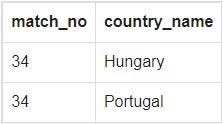 match_no country_name
34 Hungary
34 Portugal